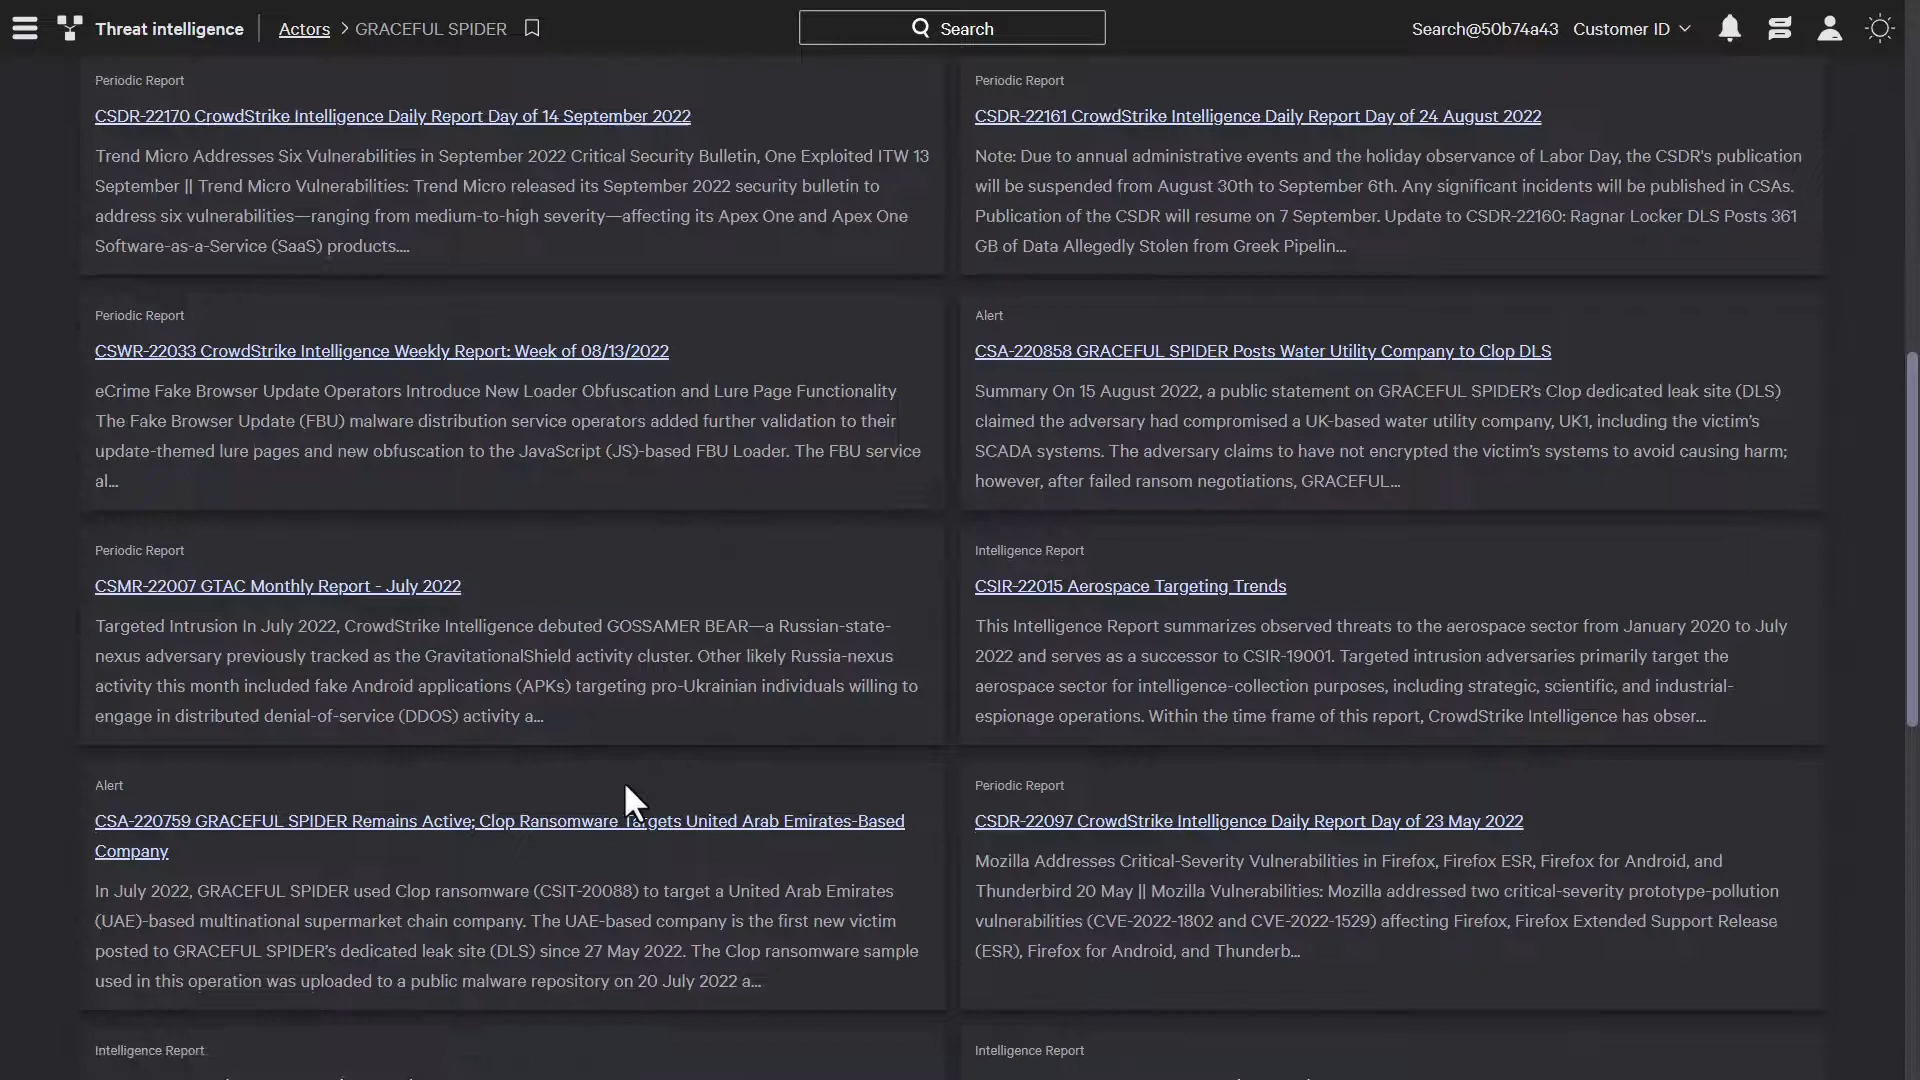 Threat intelligence
Actors > GRACEFUL SPIDER
Search
Search@50b74a43 Customer ID
Periodic Report
CSDR-22170 CrowdStrike Intelligence Daily Report Day of 14 September 2022
Trend Micro Addresses Six Vulnerabilities in September 2022 Critical Security Bulletin, One Exploited ITW 13
September || Trend Micro Vulnerabilities: Trend Micro released its September 2022 security bulletin to
address six vulnerabilities—ranging from medium-to-high severity—affecting its Apex One and Apex One
Software-as-a-Service (SaaS) products....
Periodic Report
CSDR-22161 CrowdStrike Intelligence Daily Report Day of 24 August 2022
Note: Due to annual administrative events and the holiday observance of Labor Day, the CSDR's publication
will be suspended from August 30th to September 6th. Any significant incidents will be published in CSAs.
Publication of the CSDR will resume on 7 September. Update to CSDR-22160: Ragnar Locker DLS Posts 361
GB of Data Allegedly Stolen from Greek Pipelin...
Periodic Report
CSWR-22033 CrowdStrike Intelligence Weekly Report: Week of 08/13/2022
eCrime Fake Browser Update Operators Introduce New Loader Obfuscation and Lure Page Functionality
The Fake Browser Update (FBU) malware distribution service operators added further validation to their
update-themed lure pages and new obfuscation to the JavaScript (JS)-based FBU Loader. The FBU service
al...
Alert
CSA-220858 GRACEFUL SPIDER Posts Water Utility Company to Clop DLS
Summary On 15 August 2022, a public statement on GRACEFUL SPIDER’s Clop dedicated leak site (DLS)
claimed the adversary had compromised a UK-based water utility company, UK1, including the victim’s
SCADA systems. The adversary claims to have not encrypted the victim’s systems to avoid causing harm;
however, after failed ransom negotiations, GRACEFUL...
Periodic Report
CSMR-22007 GTAC Monthly Report - July 2022
Targeted Intrusion In July 2022, CrowdStrike Intelligence debuted GOSSAMER BEAR—a Russian-state-
nexus adversary previously tracked as the GravitationalShield activity cluster. Other likely Russia-nexus
activity this month included fake Android applications (APKs) targeting pro-Ukrainian individuals willing to
engage in distributed denial-of-service (DDOS) activity a...
Intelligence Report
CSIR-22015 Aerospace Targeting Trends
This Intelligence Report summarizes observed threats to the aerospace sector from January 2020 to July
2022 and serves as a successor to CSIR-19001. Targeted intrusion adversaries primarily target the
aerospace sector for intelligence-collection purposes, including strategic, scientific, and industrial-
espionage operations. Within the time frame of this report, CrowdStrike Intelligence has obser...
Alert
CSA-220759 GRACEFUL SPIDER Remains Active; Clop Ransomware Targets United Arab Emirates-Based
Company
In July 2022, GRACEFUL SPIDER used Clop ransomware (CSIT-20088) to target a United Arab Emirates
(UAE)-based multinational supermarket chain company. The UAE-based company is the first new victim
posted to GRACEFUL SPIDER’s dedicated leak site (DLS) since 27 May 2022. The Clop ransomware sample
used in this operation was uploaded to a public malware repository on 20 July 2022 a...
Periodic Report
CSDR-22097 CrowdStrike Intelligence Daily Report Day of 23 May 2022
Mozilla Addresses Critical-Severity Vulnerabilities in Firefox, Firefox ESR, Firefox for Android, and
Thunderbird 20 May || Mozilla Vulnerabilities: Mozilla addressed two critical-severity prototype-pollution
vulnerabilities (CVE-2022-1802 and CVE-2022-1529) affecting Firefox, Firefox Extended Support Release
(ESR), Firefox for Android, and Thunderb...
Intelligence Report
Intelligence Report